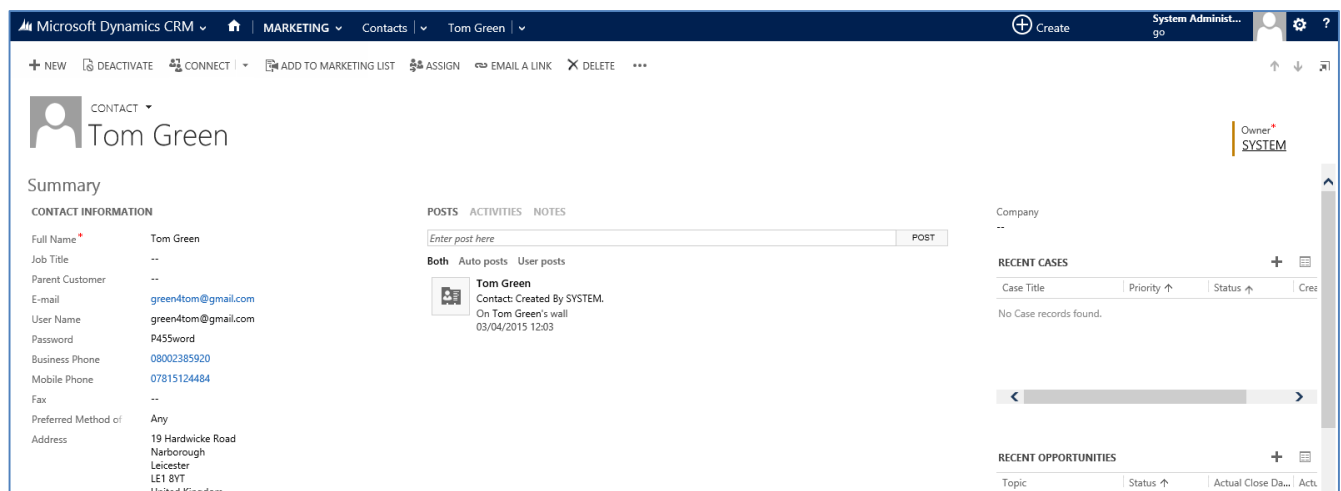 Microsoft Dynamics CRM MARKETING Contacts Tom Green Create System Administ... go ?
NEW DEACTIVATE CONNECT ADD TO MARKETING LIST ASSIGN EMAIL A LINK DELETE ...
CONTACT
Tom Green
Owner*
SYSTEM
Summary
CONTACT INFORMATION
Full Name* Tom Green
Job Title --
Parent Customer --
E-mail green4tom@gmail.com
User Name green4tom@gmail.com
Password P455word
Business Phone 08002385920
Mobile Phone 07815124484
Fax --
Preferred Method of Any
Address 19 Hardwicke Road
Narborough
Leicester
LE1 8YT
United Kingdom
POSTS ACTIVITIES NOTES
Enter post here POST
Both Auto posts User posts
Tom Green
Contact: Created By SYSTEM.
On Tom Green's wall
03/04/2015 12:03
Company
--
RECENT CASES
Case Title Priority Status Crea
No Case records found.
RECENT OPPORTUNITIES
Topic Status Actual Close Da... Actu